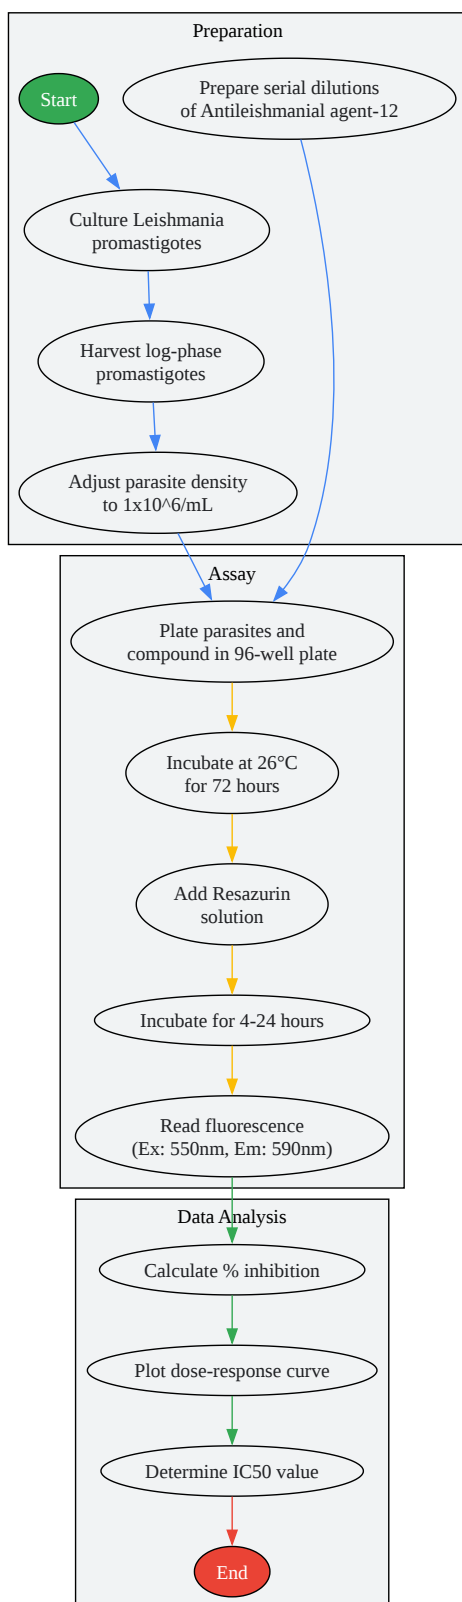 Preparation
Start
Prepare serial dilutions
of Antileishmanial agent-12
Culture Leishmania
promastigotes
Harvest log-phase
promastigotes
Adjust parasite density
to 1x10^6/mL
Assay
Plate parasites and
compound in 96-well plate
Incubate at 26°C
for 72 hours
Add Resazurin
solution
Incubate for 4-24 hours
Read fluorescence
(Ex: 550nm, Em: 590nm)
Data Analysis
Calculate % inhibition
Plot dose-response curve
Determine IC50 value
End